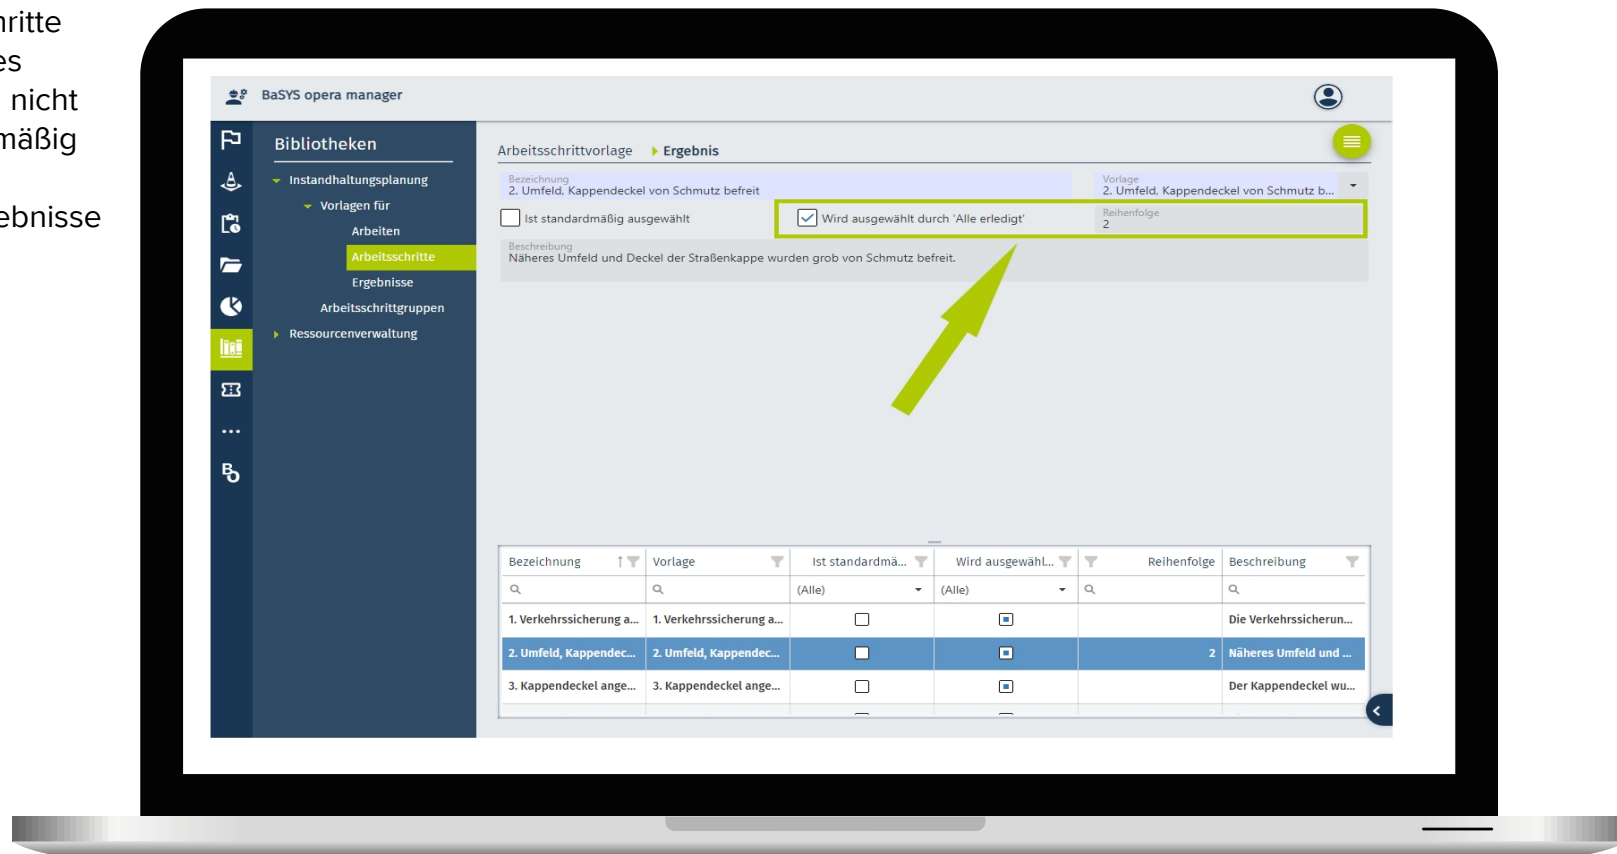 nicht
ebnisse
BaSYS opera manager
Bibliotheken
Instandhaltungsplanung
Vorlagen für
Arbeiten
Arbeitsschritte
Ergebnisse
Arbeitsschrittgruppen
Ressourcenverwaltung
Arbeitsschrittvorlage Ergebnis
Bezeichnung
2. Umfeld, Kappendeckel von Schmutz befreit
Vorlage
2. Umfeld, Kappendeckel von Schmutz b...
Ist standardmäßig ausgewählt
Wird ausgewählt durch 'Alle erledigt'
Reihenfolge
2
Beschreibung
Näheres Umfeld und Deckel der Straßenkappe wurden grob von Schmutz befreit.
Bezeichnung Vorlage Ist standardmä... Wird ausgewähl... Reihenfolge Beschreibung
(Alle) (Alle)
1. Verkehrssicherung a... 1. Verkehrssicherung a... Die Verkehrssicherun...
2. Umfeld, Kappendec... 2. Umfeld, Kappendec... 2 Näheres Umfeld und ...
3. Kappendeckel ange... 3. Kappendeckel ange... Der Kappendeckel wu...